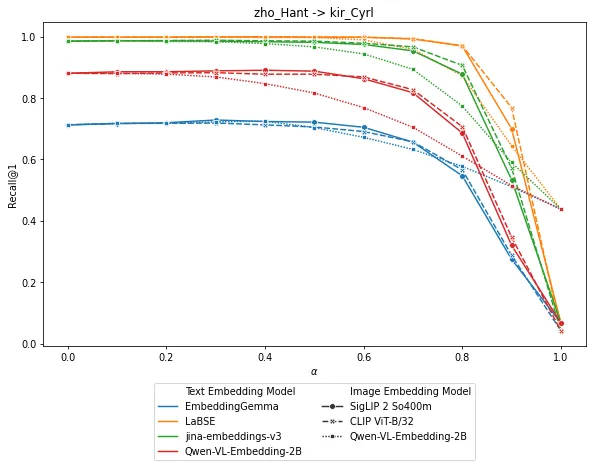 zho_Hant -> kir_Cyrl
1.0
0.8
0.6
0.4
0.2
0.0
Recall@1
0.0 0.2 0.4 0.6 0.8 1.0
α
Text Embedding Model
EmbeddingGemma
LaBSE
jina-embeddings-v3
Qwen-VL-Embedding-2B
Image Embedding Model
SigLIP 2 So400m
CLIP ViT-B/32
Qwen-VL-Embedding-2B